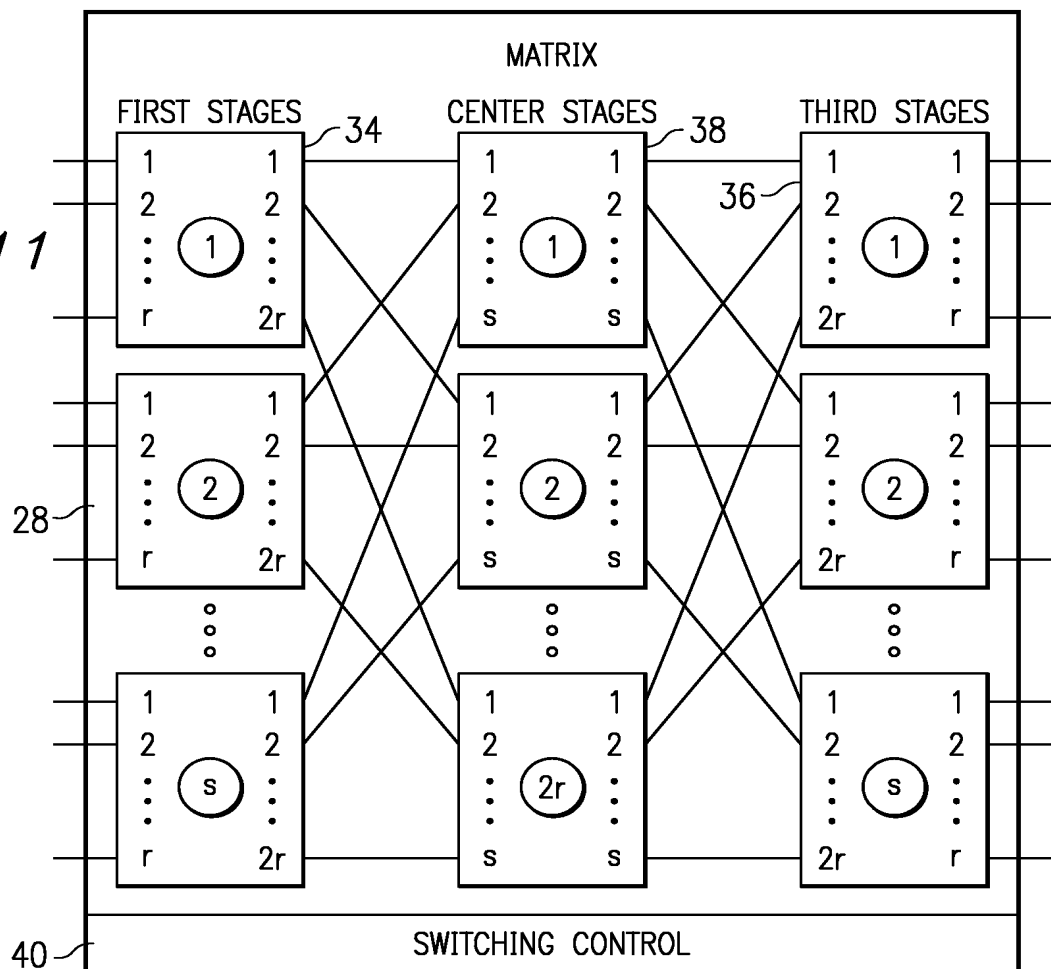 MATRIX
FIRST STAGES CENTER STAGES THIRD STAGES
34 38 36
11
1 1 1 1 1 1
2 2 2 2 2 2
1 1 1
r 2r s s 2r r
1 1 1 1 1 1
2 2 2 2 2 2
2 2 2
28
r 2r s s 2r r
1 1 1 1 1 1
2 2 2 2 2 2
s 2r s
r 2r s s 2r r
40 SWITCHING CONTROL